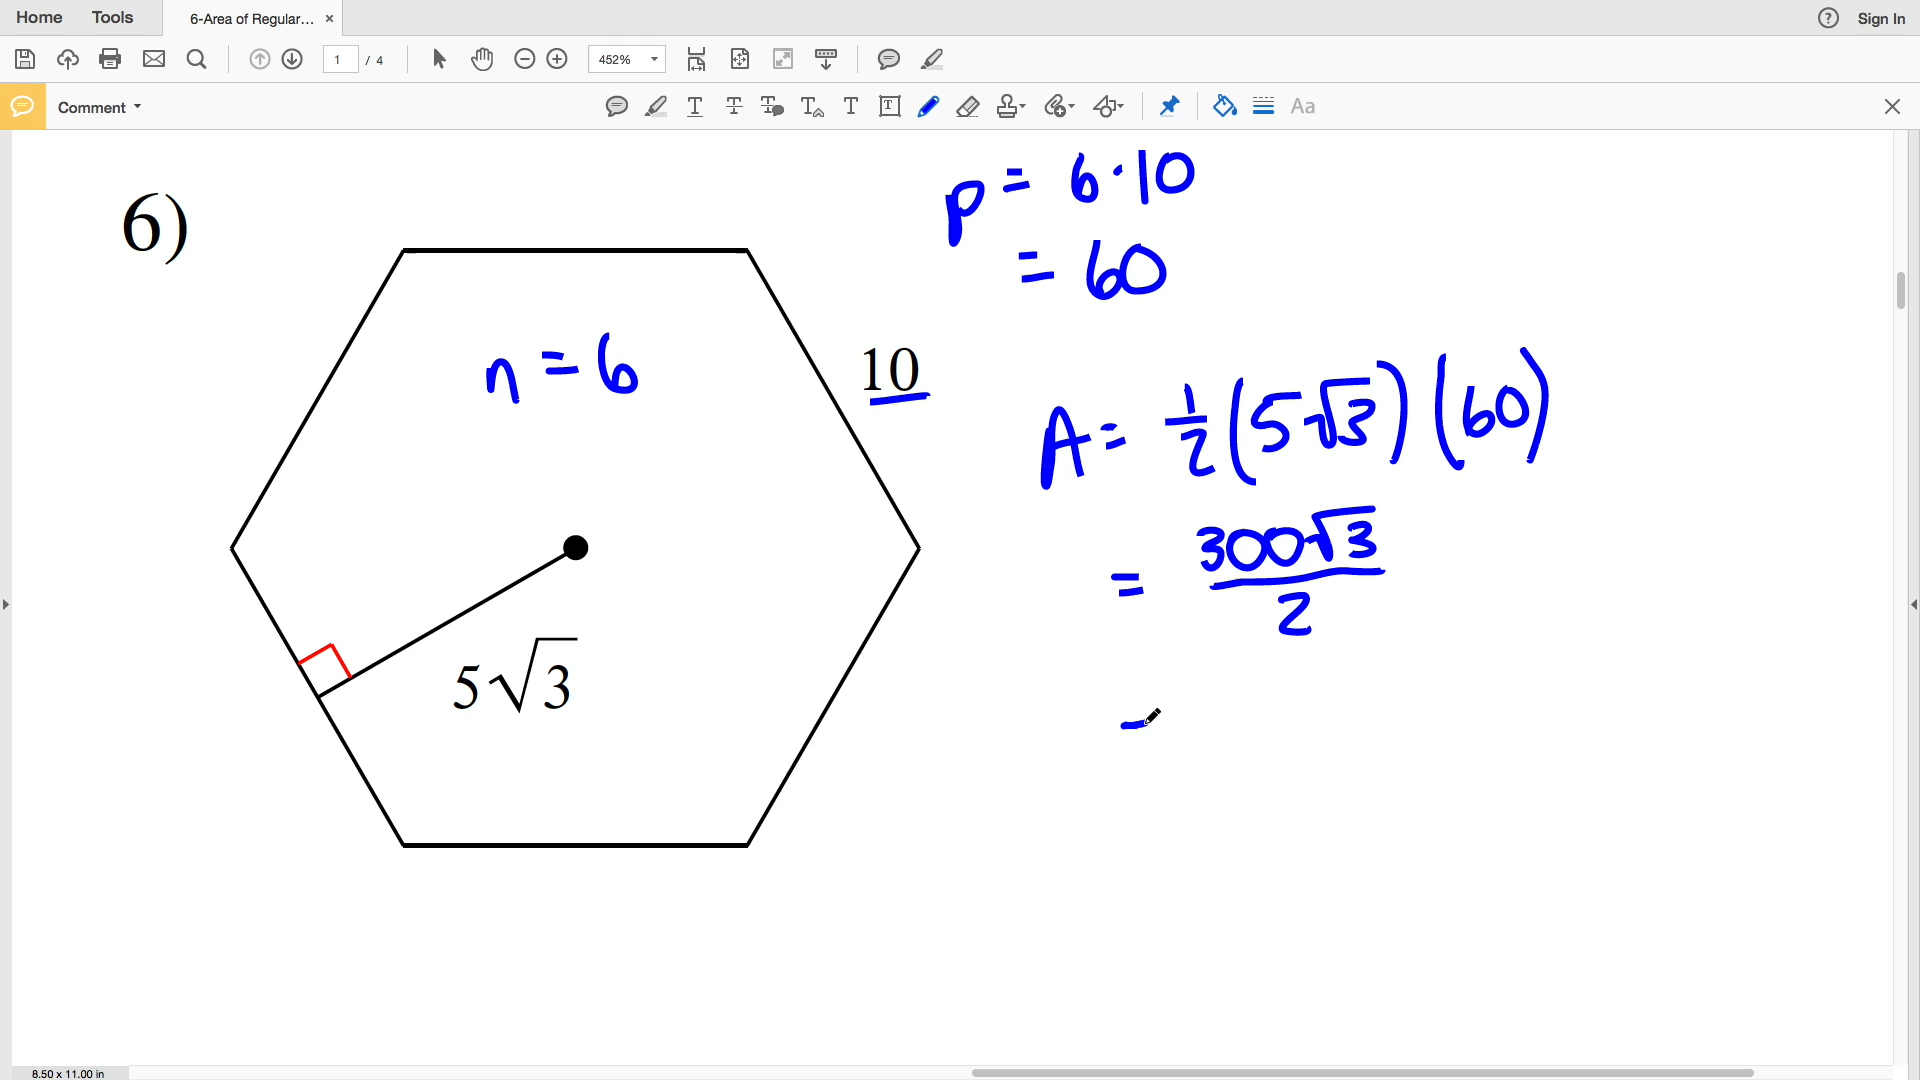 Home Tools 6-Area of Regular... × ? Sign In
1 / 4 452%
Comment T T T T T T Aa
6)
p = 6·10
= 60
n = 6
10
A = 1/2 (5√3)(60)
= 300√3/2
5√3
–
8.50 x 11.00 in